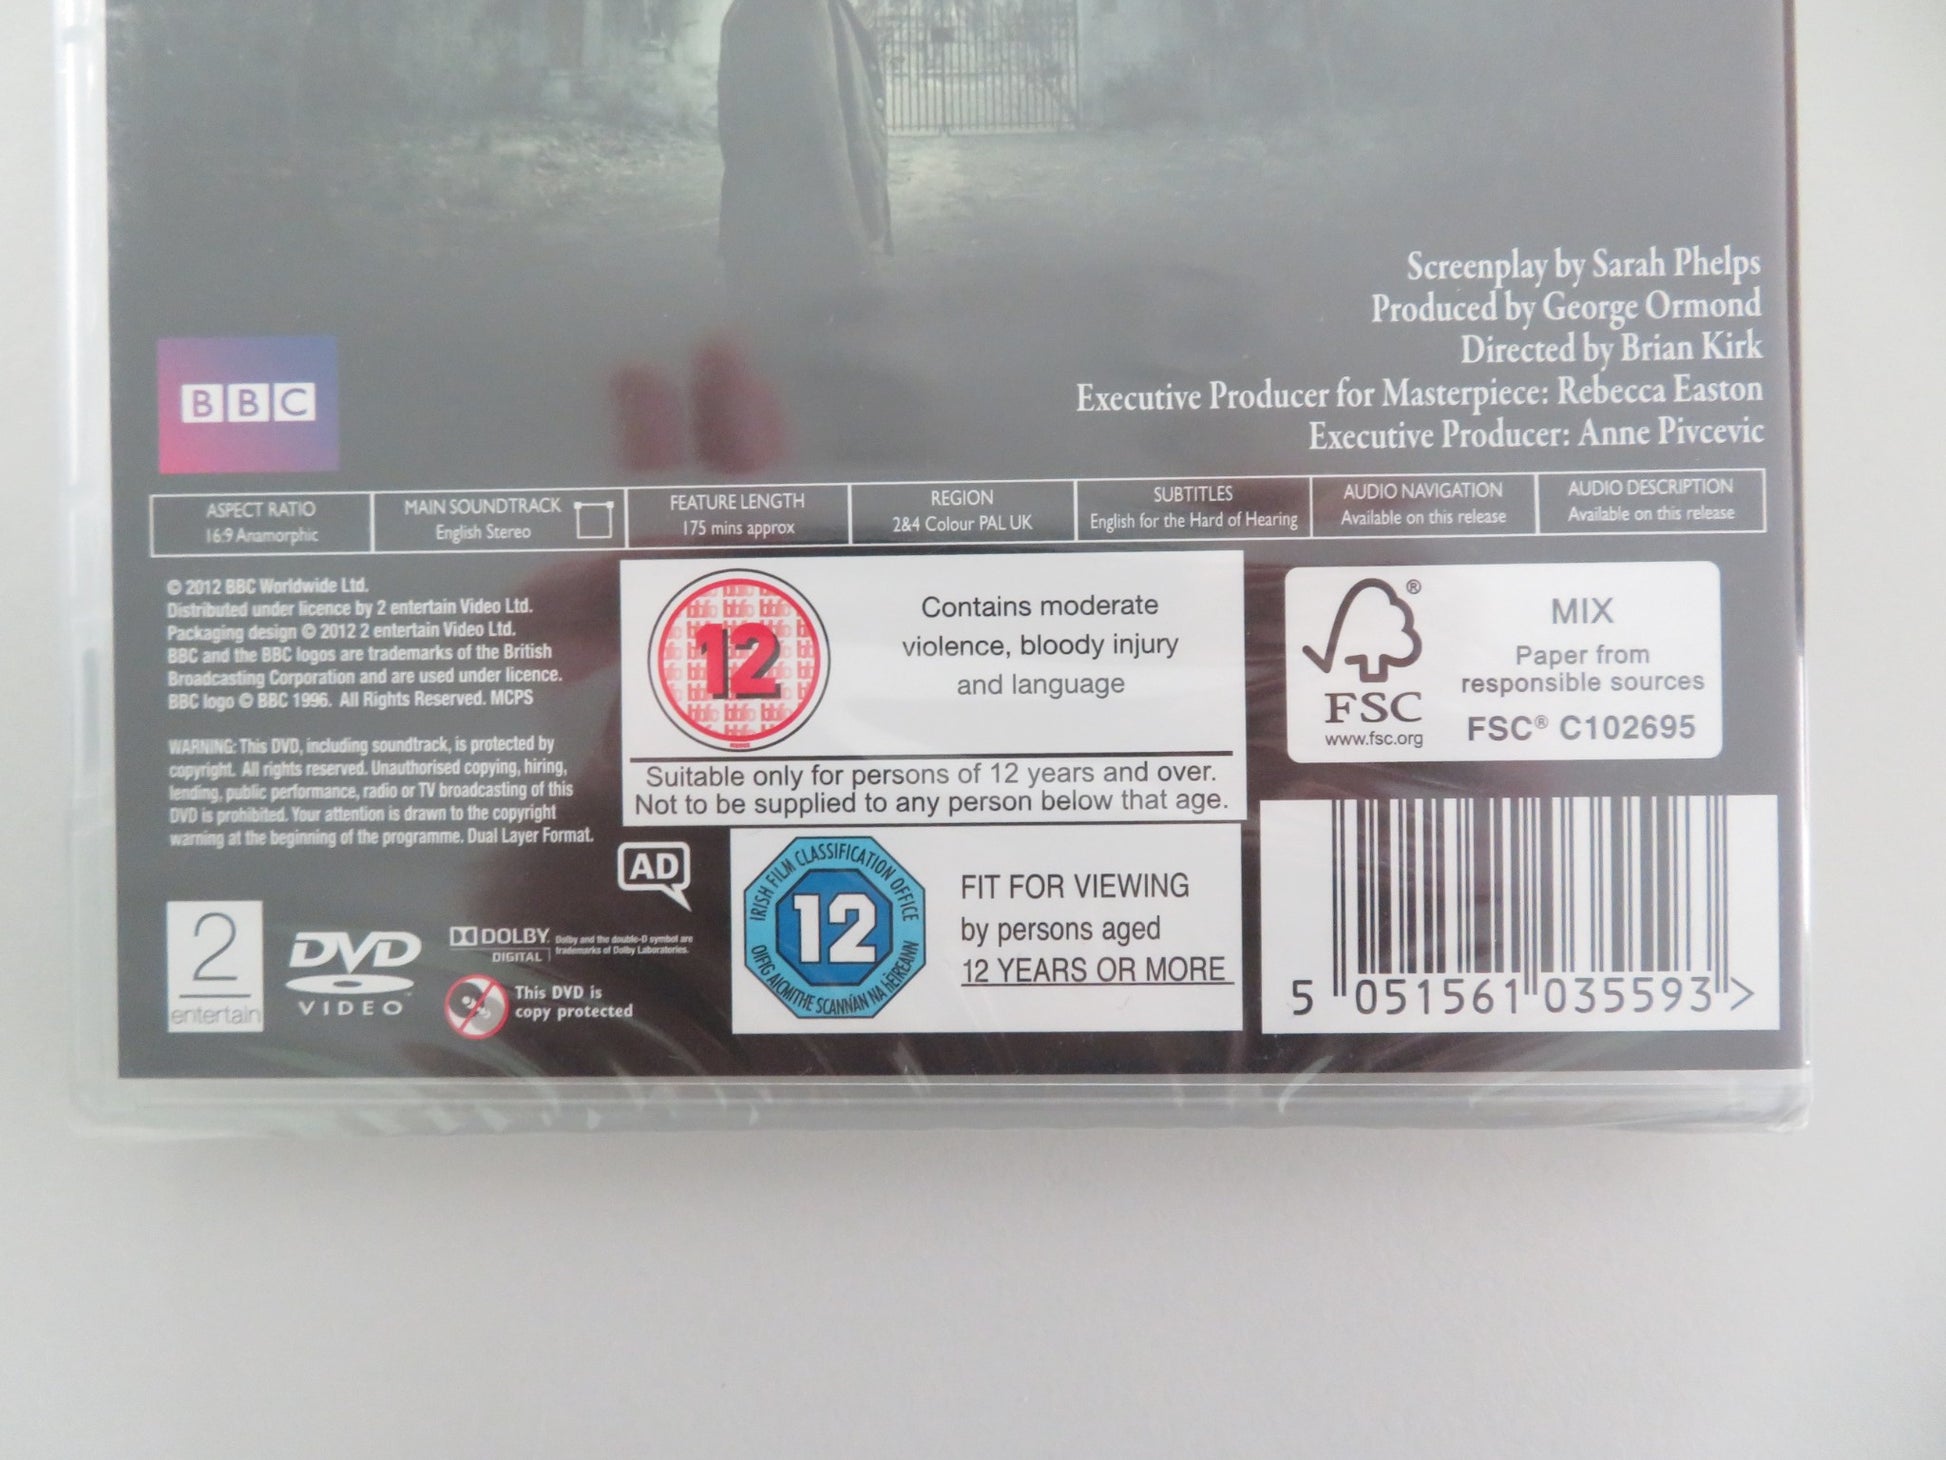 Screenplay by Sarah Phelps
Produced by George Ormond
Directed by Brian Kirk
Executive Producer for Masterpiece: Rebecca Easton
Executive Producer: Anne Pivcevic
BBC
ASPECT RATIO
16:9 Anamorphic
MAIN SOUNDTRACK
English Stereo
FEATURE LENGTH
175 mins approx
REGION
2&4 Colour PAL UK
SUBTITLES
English for the Hard of Hearing
AUDIO NAVIGATION
Available on this release
AUDIO DESCRIPTION
Available on this release
© 2012 BBC Worldwide Ltd.
Distributed under licence by 2 entertain Video Ltd.
Packaging design © 2012 2 entertain Video Ltd.
BBC and the BBC logos are trademarks of the British
Broadcasting Corporation and are used under licence.
BBC logo © BBC 1996. All Rights Reserved. MCPS
WARNING: This DVD, including soundtrack, is protected by
copyright. All rights reserved. Unauthorised copying, hiring,
lending, public performance, radio or TV broadcasting of this
DVD is prohibited. Your attention is drawn to the copyright
warning at the beginning of the programme. Dual Layer Format.
12
Contains moderate
violence, bloody injury
and language
Suitable only for persons of 12 years and over.
Not to be supplied to any person below that age.
®
FSC
www.fsc.org
MIX
Paper from
responsible sources
FSC® C102695
AD
2
entertain
DVD
VIDEO
DOLBY
DIGITAL
Dolby and the double-D symbol are
trademarks of Dolby Laboratories.
This DVD is
copy protected
IRISH FILM CLASSIFICATION OFFICE
12
OIFIG AICMITHE SCANNÁN NA hÉIREANN
FIT FOR VIEWING
by persons aged
12 YEARS OR MORE
5 051561 035593 >